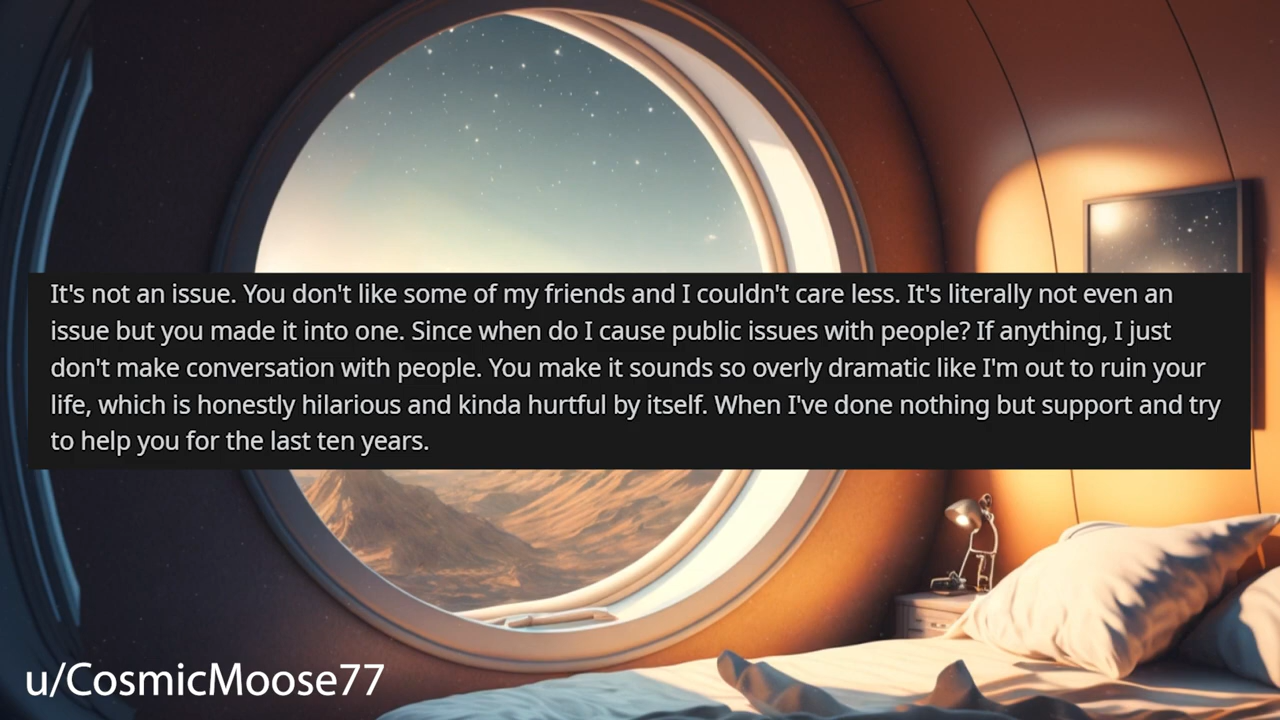 It's not an issue. You don't like some of my friends and I couldn't care less. It's literally not even an
issue but you made it into one. Since when do I cause public issues with people? If anything, I just
don't make conversation with people. You make it sounds so overly dramatic like I'm out to ruin your
life, which is honestly hilarious and kinda hurtful by itself. When I've done nothing but support and try
to help you for the last ten years.
u/CosmicMoose77